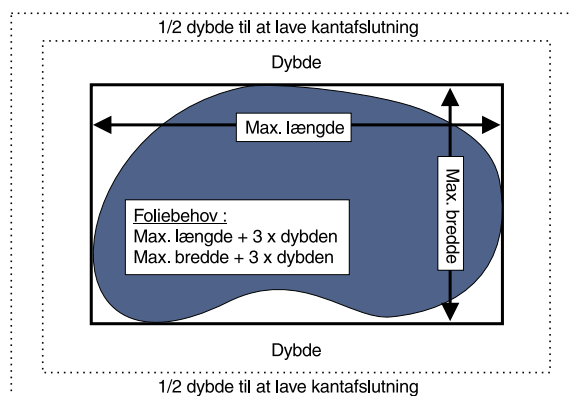 1/2 dybde til at lave kantafslutning
Dybde
Max. længde
Max. bredde
Foliebehov :
Max. længde + 3 x dybden
Max. bredde + 3 x dybden
Dybde
1/2 dybde til at lave kantafslutning